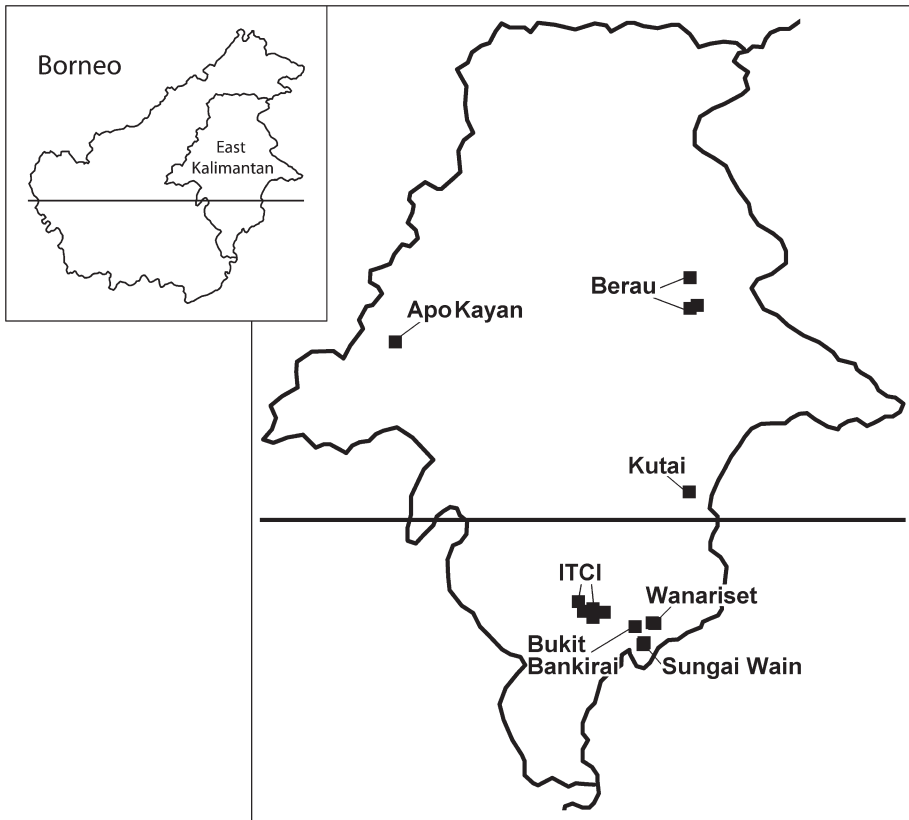 Borneo
East
Kalimantan
Berau
Apo Kayan
Kutai
ITCI
Wanariset
Bukit
Bankirai
Sungai Wain